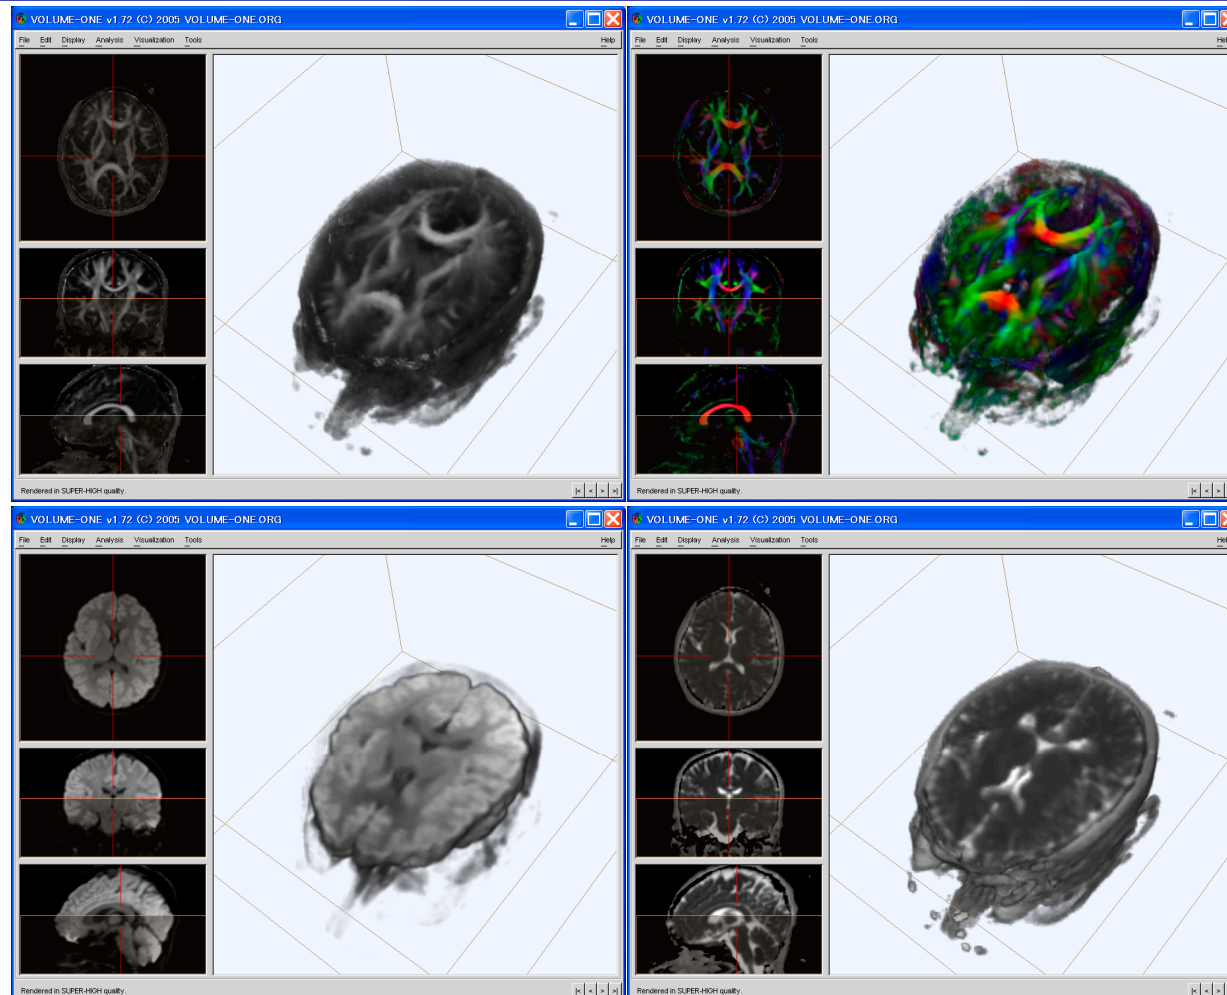 VOLUME-ONE v1.72 (C) 2005 VOLUME-ONE.ORG
File Edit Display Analysis Visualization Tools Help
Rendered in SUPER-HIGH quality.
|< < > >|
VOLUME-ONE v1.72 (C) 2005 VOLUME-ONE.ORG
File Edit Display Analysis Visualization Tools Hel
Rendered in SUPER-HIGH quality.
|< < >
VOLUME-ONE v1.72 (C) 2005 VOLUME-ONE.ORG
File Edit Display Analysis Visualization Tools Help
Rendered in SUPER-HIGH quality.
|< < > >|
VOLUME-ONE v1.72 (C) 2005 VOLUME-ONE.ORG
File Edit Display Analysis Visualization Tools Hel
Rendered in SUPER-HIGH quality.
|< < >